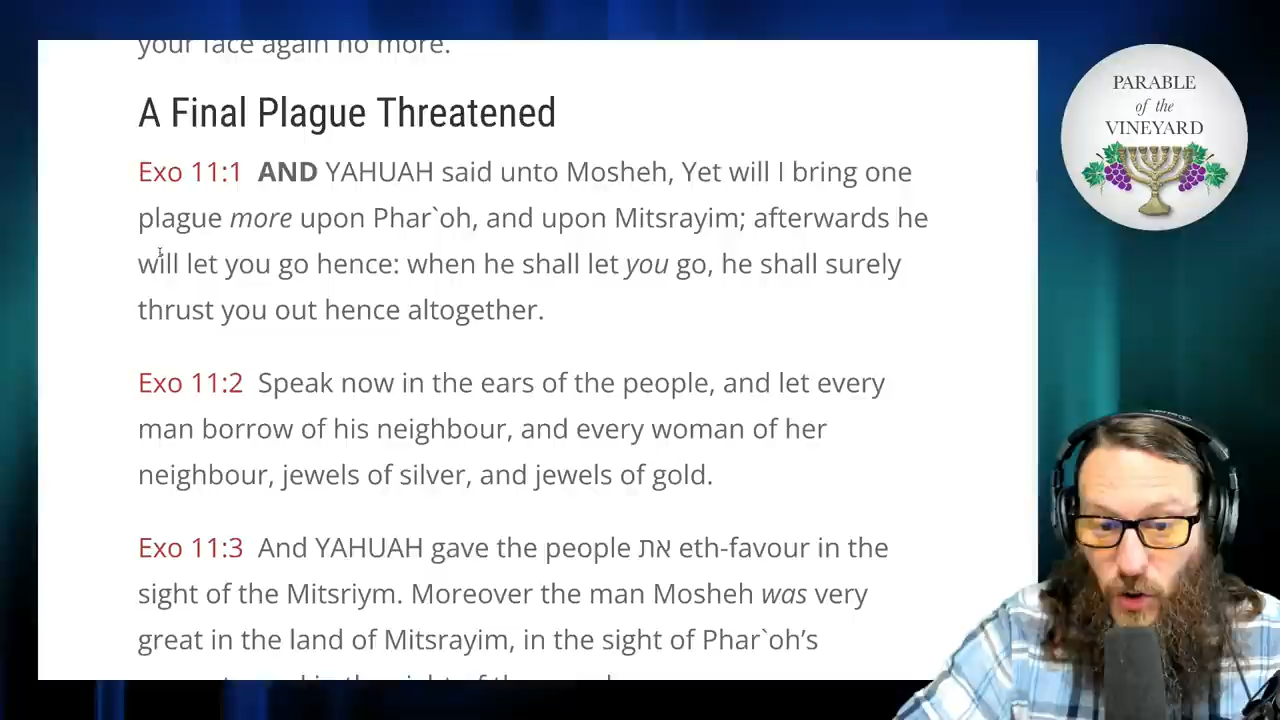 your face again no more.
A Final Plague Threatened
Exo 11:1 AND YAHUAH said unto Mosheh, Yet will I bring one
plague more upon Phar`oh, and upon Mitsrayim; afterwards he
will let you go hence: when he shall let you go, he shall surely
thrust you out hence altogether.
Exo 11:2 Speak now in the ears of the people, and let every
man borrow of his neighbour, and every woman of her
neighbour, jewels of silver, and jewels of gold.
Exo 11:3 And YAHUAH gave the people את eth-favour in the
sight of the Mitsriym. Moreover the man Mosheh was very
great in the land of Mitsrayim, in the sight of Phar`oh’s
PARABLE
of the
VINEYARD